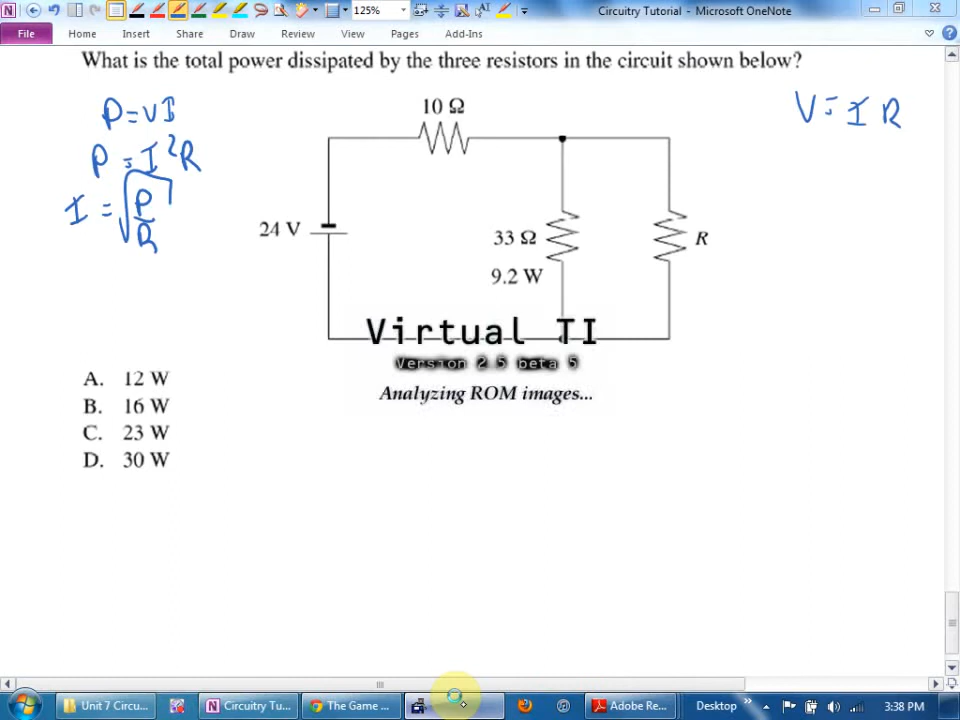 125%
Circuitry Tutorial - Microsoft OneNote
File Home Insert Share Draw Review View Pages Add-Ins
What is the total power dissipated by the three resistors in the circuit shown below?
P = VI
V = I R
10 Ω
P = I²R
I = √P/R
24 V
33 Ω
R
9.2 W
Virtual TI
Version 2.5 beta 5
Analyzing ROM images...
A. 12 W
B. 16 W
C. 23 W
D. 30 W
Unit 7 Circu... Circuitry Tu... The Game ... Adobe Re... Desktop » 3:38 PM